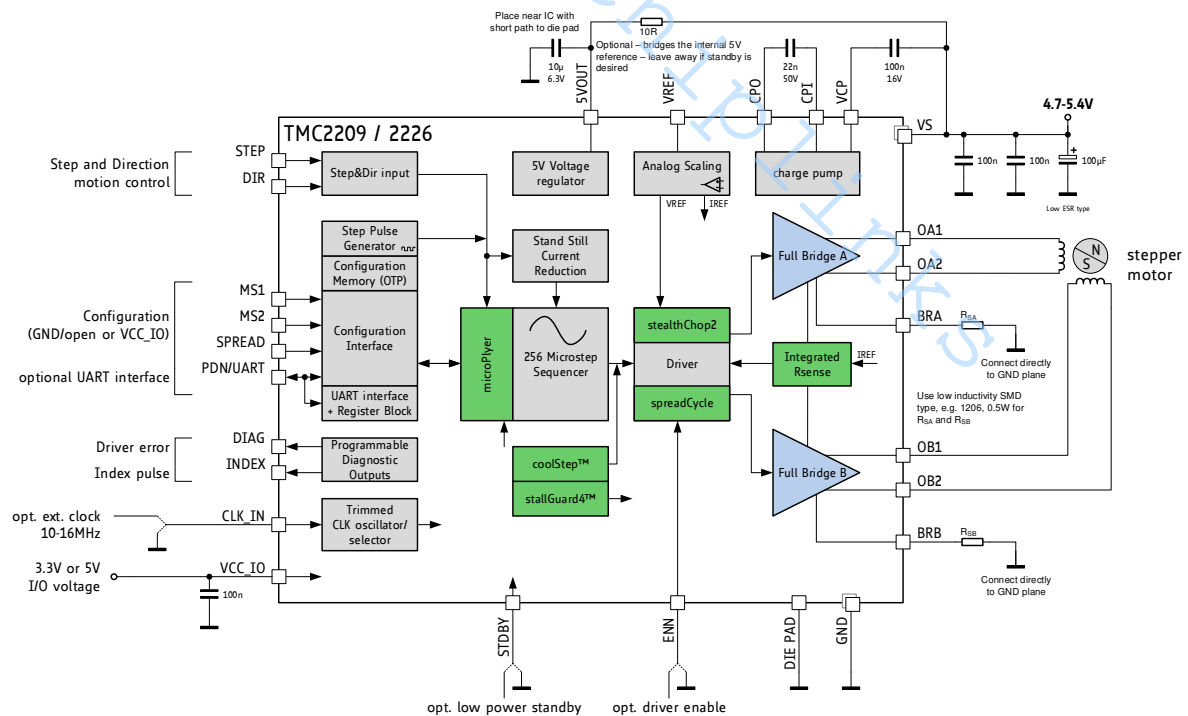 Place near IC with
short path to die pad
10µ
6.3V
10R
Optional – bridges the internal 5V
reference – leave away if standby is
desired
5VOUT
VREF
22n
50V
CPO
CPI
VCP
100n
16V
4.7-5.4V
VS
100n
100n
+
100µF
Low ESR type
TMC2209 / 2226
Step and Direction
motion control
STEP
DIR
Step&Dir input
5V Voltage
regulator
Analog Scaling
VREF
IREF
charge pump
Step Pulse
Generator
Configuration
Memory (OTP)
Stand Still
Current
Reduction
Full Bridge A
OA1
OA2
N
S
stepper
motor
Configuration
(GND/open or VCC_IO)
optional UART interface
MS1
MS2
SPREAD
PDN/UART
Configuration
Interface
UART interface
+ Register Block
microPlyer
256 Microstep
Sequencer
stealthChop2
Driver
spreadCycle
Integrated
Rsense
IREF
BRA
RSA
Connect directly
to GND plane
Use low inductivity SMD
type, e.g. 1206, 0.5W for
RSA and RSB
Driver error
Index pulse
DIAG
INDEX
Programmable
Diagnostic
Outputs
coolStep™
stallGuard4™
Full Bridge B
OB1
OB2
opt. ext. clock
10-16MHz
CLK_IN
Trimmed
CLK oscillator/
selector
BRB
RSB
Connect directly
to GND plane
3.3V or 5V
I/O voltage
VCC_IO
100n
STDBY
ENN
DIE PAD
GND
opt. low power standby
opt. driver enable